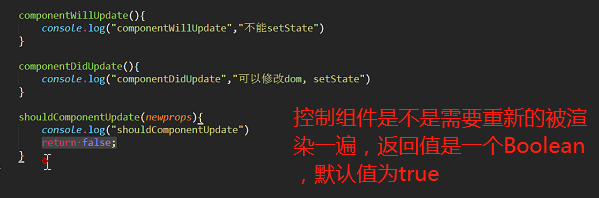 componentWillUpdate(){
console.log("componentWillUpdate","不能setState")
}
componentDidUpdate(){
console.log("componentDidUpdate","可以修改dom, setState")
}
shouldComponentUpdate(newprops){
console.log("shouldComponentUpdate")
return false;
}
控制组件是不是需要重新的被渲
染一遍，返回值是一个Boolean
，默认值为true